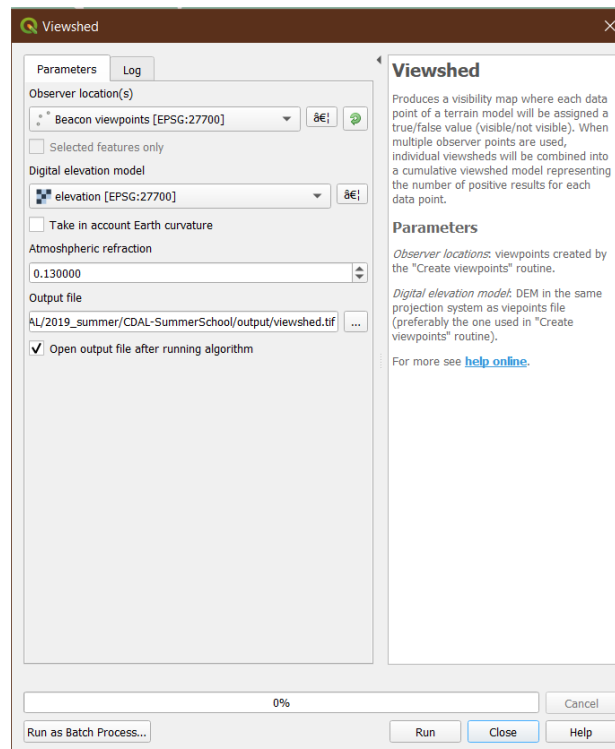 Viewshed
Parameters
Log
Observer location(s)
Beacon viewpoints [EPSG:27700]
â€¦
Selected features only
Digital elevation model
elevation [EPSG:27700]
â€¦
Take in account Earth curvature
Atmoshpheric refraction
0.130000
Output file
AL/2019_summer/CDAL-SummerSchool/output/viewshed.tif
...
Open output file after running algorithm
Viewshed
Produces a visibility map where each data
point of a terrain model will be assigned a
true/false value (visible/not visible). When
multiple observer points are used,
individual viewsheds will be combined into
a cumulative viewshed model representing
the number of positive results for each
data point.
Parameters
Observer locations: viewpoints created by
the "Create viewpoints" routine.
Digital elevation model: DEM in the same
projection system as viepoints file
(preferably the one used in "Create
viewpoints" routine).
For more see help online.
0%
Cancel
Run as Batch Process...
Run
Close
Help